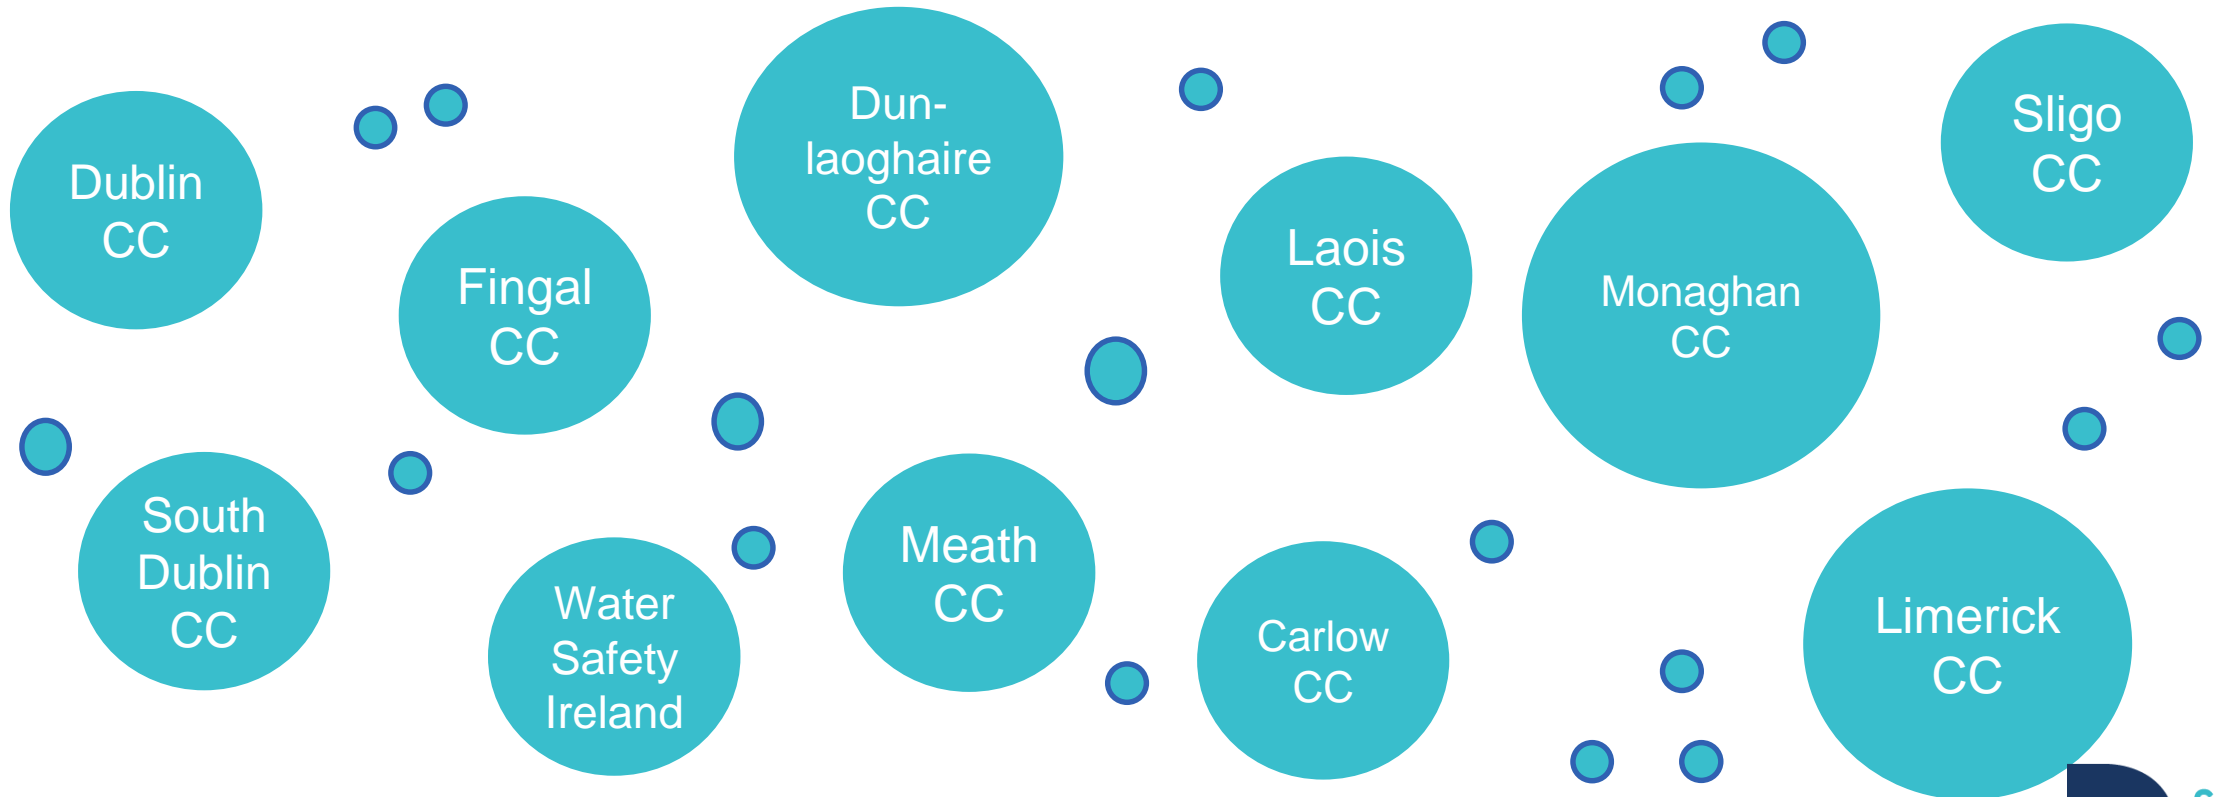 Dublin
CC
Fingal
CC
Dun-
laoghaire
CC
Laois
CC
Monaghan
CC
Sligo
CC
South
Dublin
CC
Water
Safety
Ireland
Meath
CC
Carlow
CC
Limerick
CC